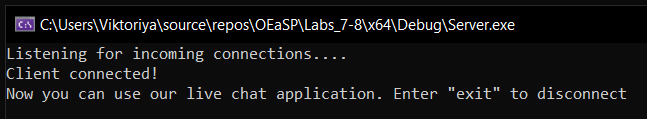 C:\Users\Viktoriya\source\repos\OEaSP\Labs_7-8\x64\Debug\Server.exe
Listening for incoming connections....
Client connected!
Now you can use our live chat application. Enter "exit" to disconnect